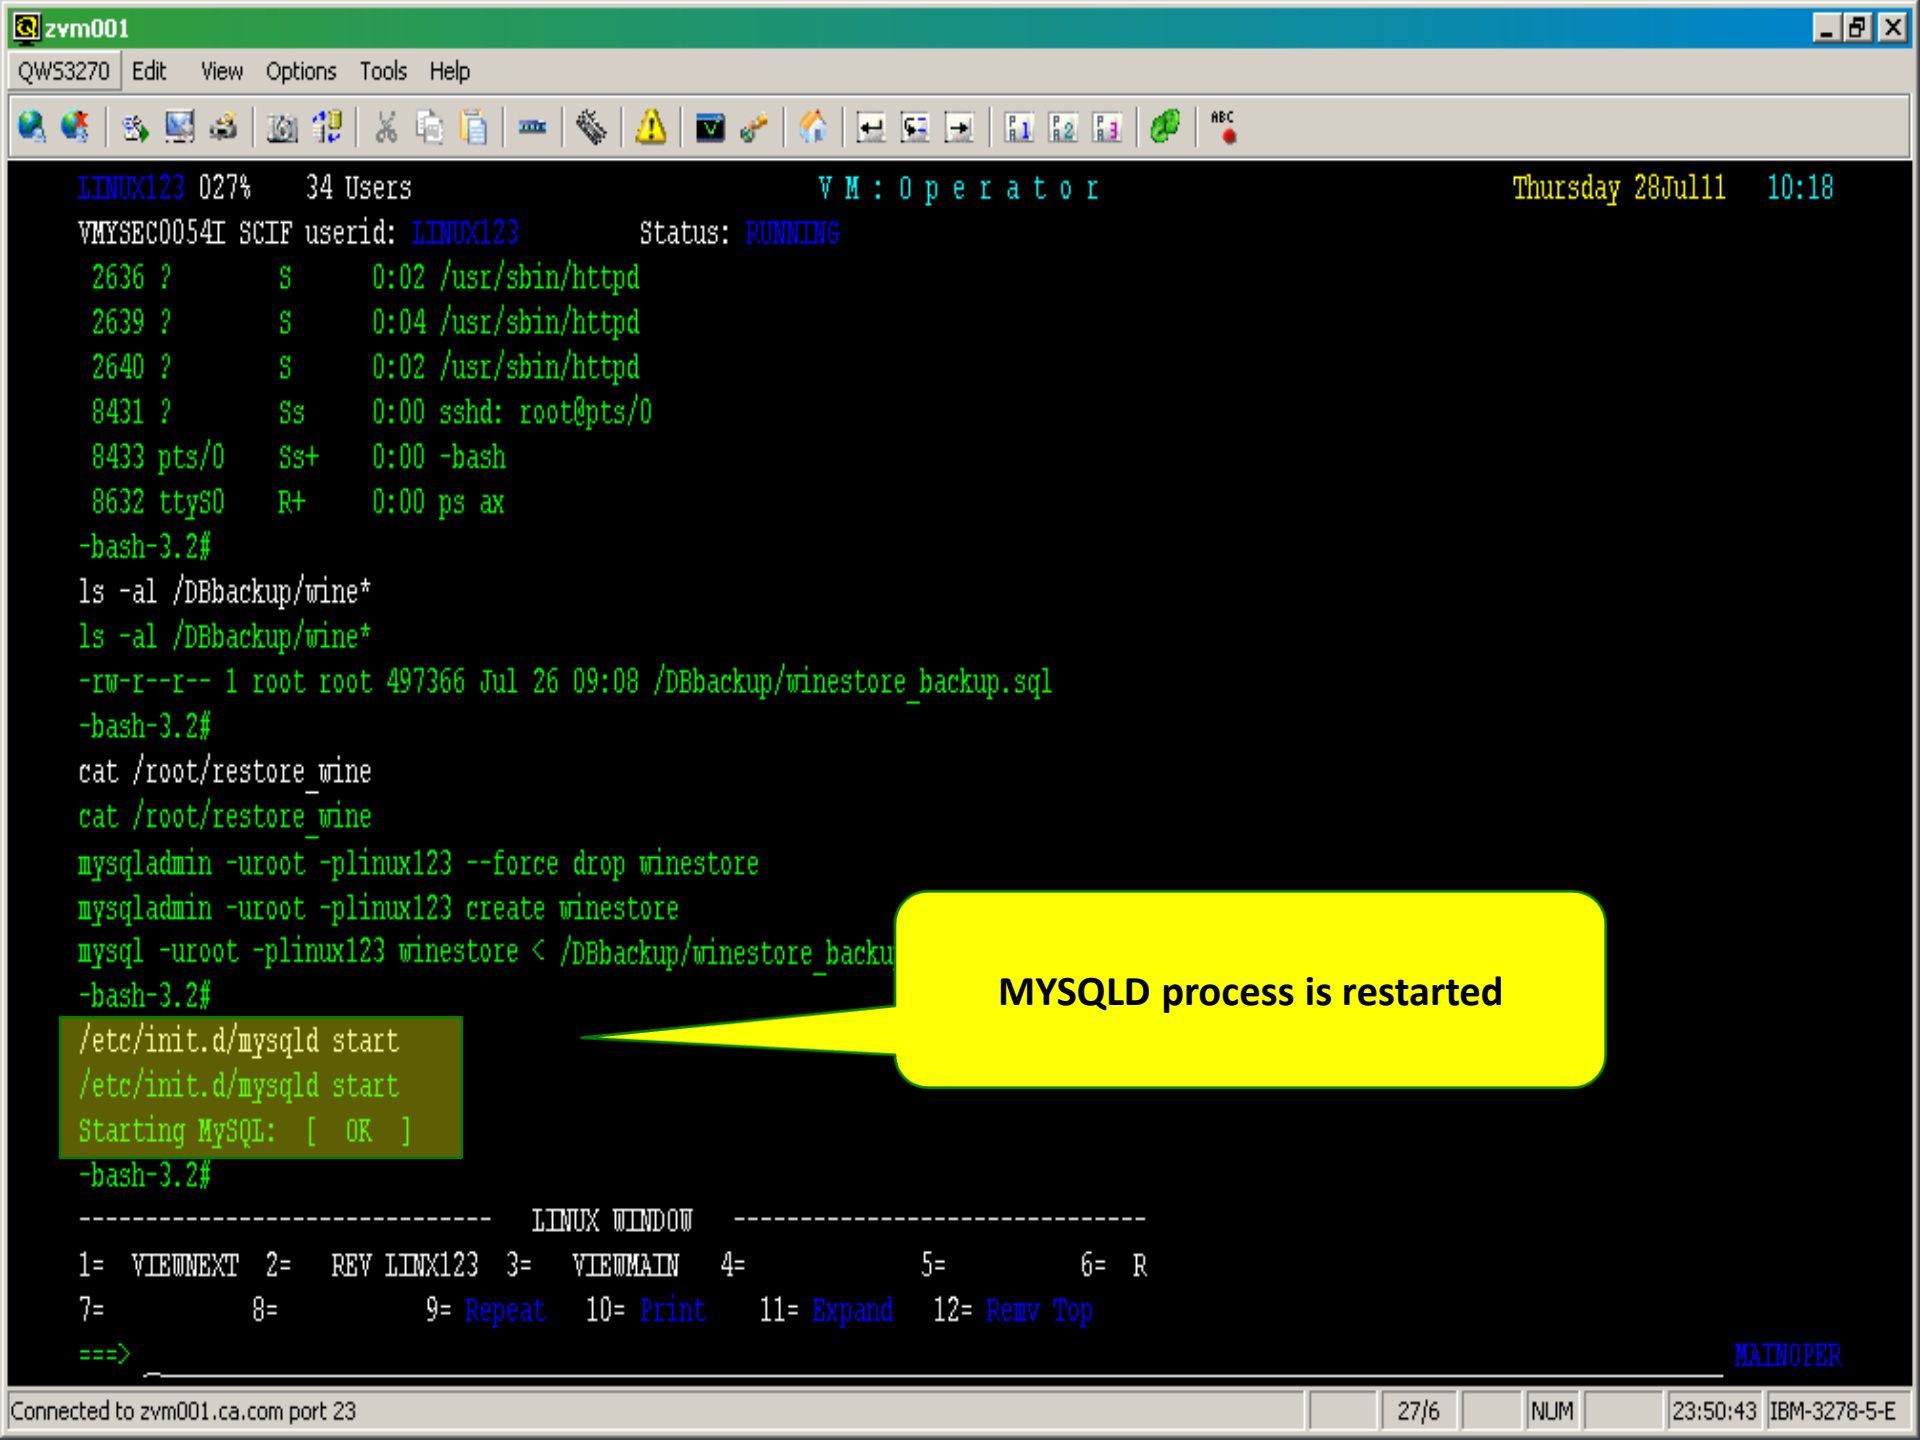 zvm001
QWS3270 Edit View Options Tools Help
ABC
LINUX123 027% 34 Users V M : O p e r a t o r Thursday 28Jul11 10:18
VMYSEC0054I SCIF userid: LINUX123 Status: RUNNING
2636 ? S 0:02 /usr/sbin/httpd
2639 ? S 0:04 /usr/sbin/httpd
2640 ? S 0:02 /usr/sbin/httpd
8431 ? Ss 0:00 sshd: root@pts/0
8433 pts/0 Ss+ 0:00 -bash
8632 ttyS0 R+ 0:00 ps ax
-bash-3.2#
ls -al /DBbackup/wine*
ls -al /DBbackup/wine*
-rw-r--r-- 1 root root 497366 Jul 26 09:08 /DBbackup/winestore_backup.sql
-bash-3.2#
cat /root/restore_wine
cat /root/restore_wine
mysqladmin -uroot -plinux123 --force drop winestore
mysqladmin -uroot -plinux123 create winestore
mysql -uroot -plinux123 winestore < /DBbackup/winestore_backu
-bash-3.2#
MYSQLD process is restarted
/etc/init.d/mysqld start
/etc/init.d/mysqld start
Starting MySQL: [ OK ]
-bash-3.2#
------------------------------- LINUX WINDOW -------------------------------
1= VIEWNEXT 2= REV LINX123 3= VIEWMAIN 4= 5= 6= R
7= 8= 9= Repeat 10= Print 11= Expand 12= Remv Top
===> _
MAINOPER
Connected to zvm001.ca.com port 23 27/6 NUM 23:50:43 IBM-3278-5-E